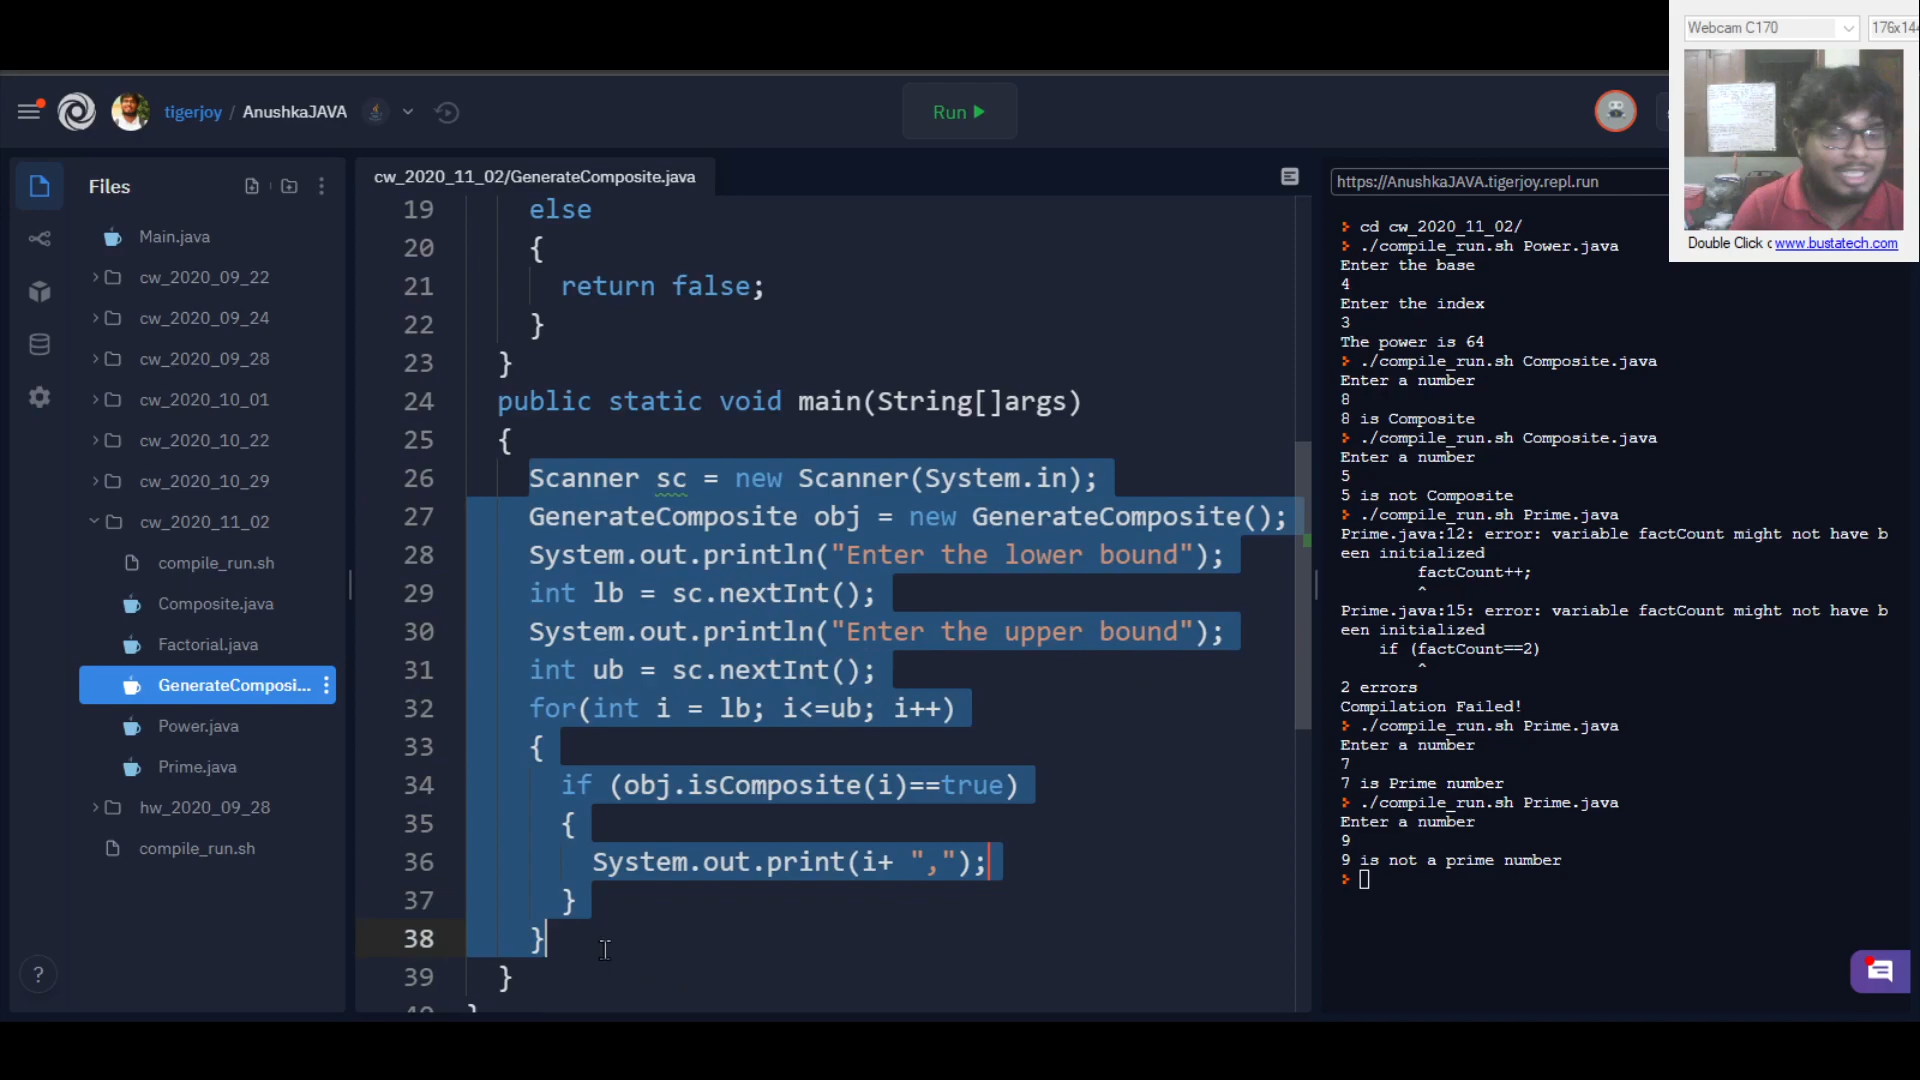 Webcam C170
176x144
Double Click
www.bustatech.com
tigerjoy / AnushkaJAVA
Run
Files
Main.java
cw_2020_09_22
cw_2020_09_24
cw_2020_09_28
cw_2020_10_01
cw_2020_10_22
cw_2020_10_29
cw_2020_11_02
compile_run.sh
Composite.java
Factorial.java
GenerateComposi...
Power.java
Prime.java
hw_2020_09_28
compile_run.sh
?
cw_2020_11_02/GenerateComposite.java
19 else
20 {
21 return false;
22 }
23 }
24 public static void main(String[]args)
25 {
26 Scanner sc = new Scanner(System.in);
27 GenerateComposite obj = new GenerateComposite();
28 System.out.println("Enter the lower bound");
29 int lb = sc.nextInt();
30 System.out.println("Enter the upper bound");
31 int ub = sc.nextInt();
32 for(int i = lb; i<=ub; i++)
33 {
34 if (obj.isComposite(i)==true)
35 {
36 System.out.print(i+ ",");
37 }
38 }
39 }
https://AnushkaJAVA.tigerjoy.repl.run
> cd cw_2020_11_02/
> ./compile_run.sh Power.java
Enter the base
4
Enter the index
3
The power is 64
> ./compile_run.sh Composite.java
Enter a number
8
8 is Composite
> ./compile_run.sh Composite.java
Enter a number
5
5 is not Composite
> ./compile_run.sh Prime.java
Prime.java:12: error: variable factCount might not have b
een initialized
factCount++;
^
Prime.java:15: error: variable factCount might not have b
een initialized
if (factCount==2)
^
2 errors
Compilation Failed!
> ./compile_run.sh Prime.java
Enter a number
7
7 is Prime number
> ./compile_run.sh Prime.java
Enter a number
9
9 is not a prime number
>